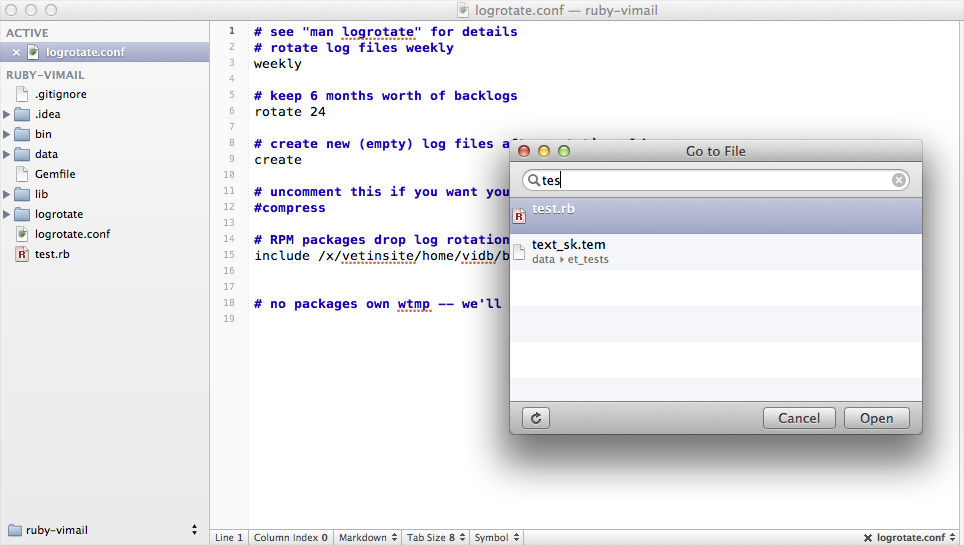 logrotate.conf — ruby-vimail
ACTIVE
logrotate.conf
RUBY-VIMAIL
.gitignore
.idea
bin
data
Gemfile
lib
logrotate
logrotate.conf
test.rb
ruby-vimail
1 # see "man logrotate" for details
2 # rotate log files weekly
3 weekly
4
5 # keep 6 months worth of backlogs
6 rotate 24
7
8 # create new (empty) log files
9 create
10
11 # uncomment this if you want you
12 #compress
13
14 # RPM packages drop log rotation
15 include /x/vetinsite/home/vidb/b
16
17
18 # no packages own wtmp -- we'll
19
Go to File
tes
test.rb
text_sk.tem
data ▸ et_tests
Cancel
Open
Line 1 Column Index 0 Markdown Tab Size 8 Symbol logrotate.conf